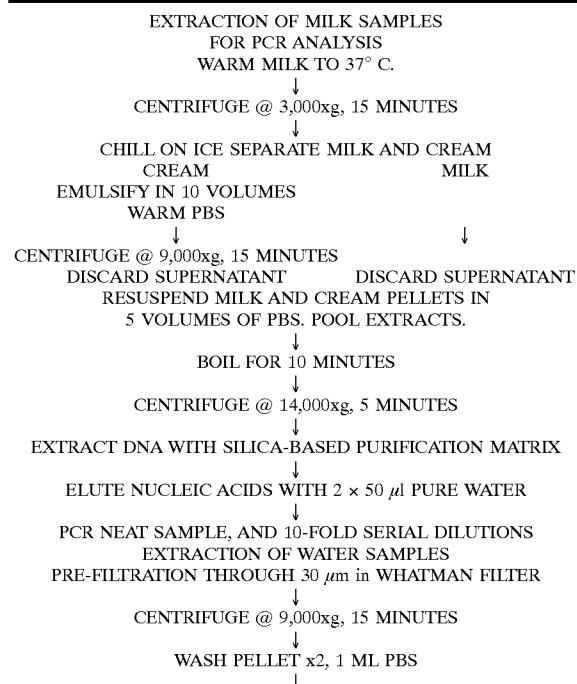 EXTRACTION OF MILK SAMPLES
FOR PCR ANALYSIS
WARM MILK TO 37° C.
↓
CENTRIFUGE @ 3,000xg, 15 MINUTES
↓
CHILL ON ICE SEPARATE MILK AND CREAM
CREAM MILK
EMULSIFY IN 10 VOLUMES
WARM PBS
↓ ↓
CENTRIFUGE @ 9,000xg, 15 MINUTES
DISCARD SUPERNATANT DISCARD SUPERNATANT
RESUSPEND MILK AND CREAM PELLETS IN
5 VOLUMES OF PBS. POOL EXTRACTS.
↓
BOIL FOR 10 MINUTES
↓
CENTRIFUGE @ 14,000xg, 5 MINUTES
↓
EXTRACT DNA WITH SILICA-BASED PURIFICATION MATRIX
↓
ELUTE NUCLEIC ACIDS WITH 2 × 50 μl PURE WATER
↓
PCR NEAT SAMPLE, AND 10-FOLD SERIAL DILUTIONS
EXTRACTION OF WATER SAMPLES
PRE-FILTRATION THROUGH 30 μm in WHATMAN FILTER
↓
CENTRIFUGE @ 9,000xg, 15 MINUTES
↓
WASH PELLET x2, 1 ML PBS